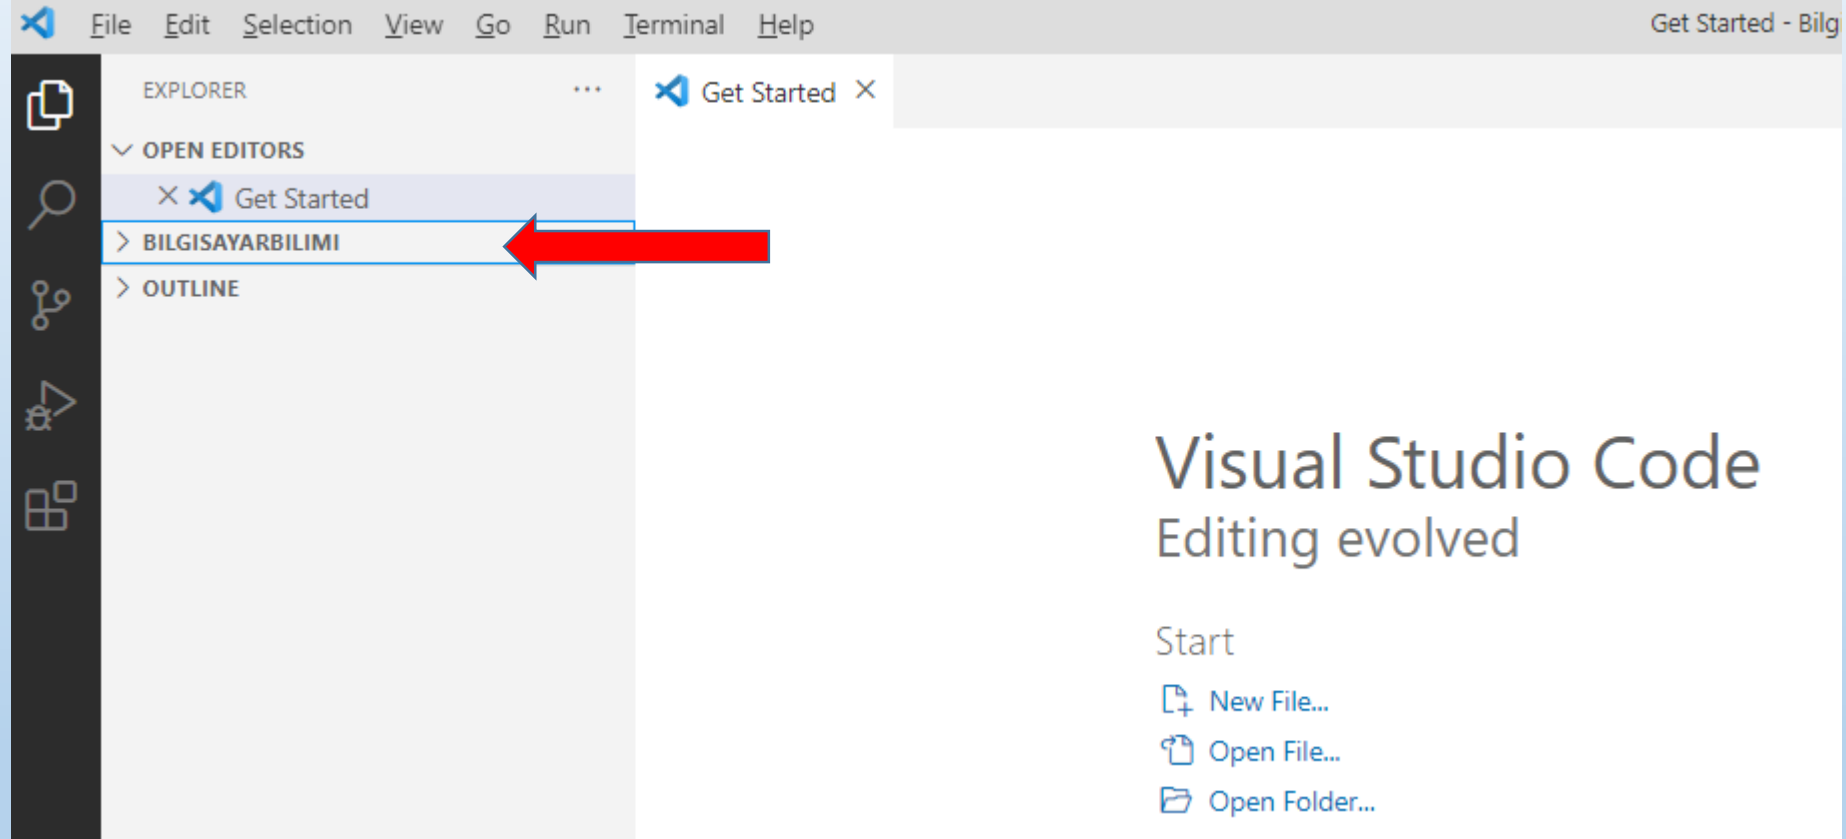 File Edit Selection View Go Run Terminal Help
Get Started - Bilg
EXPLORER ...
OPEN EDITORS
Get Started
BILGISAYARBILIMI
OUTLINE
Get Started
Visual Studio Code
Editing evolved
Start
New File...
Open File...
Open Folder...